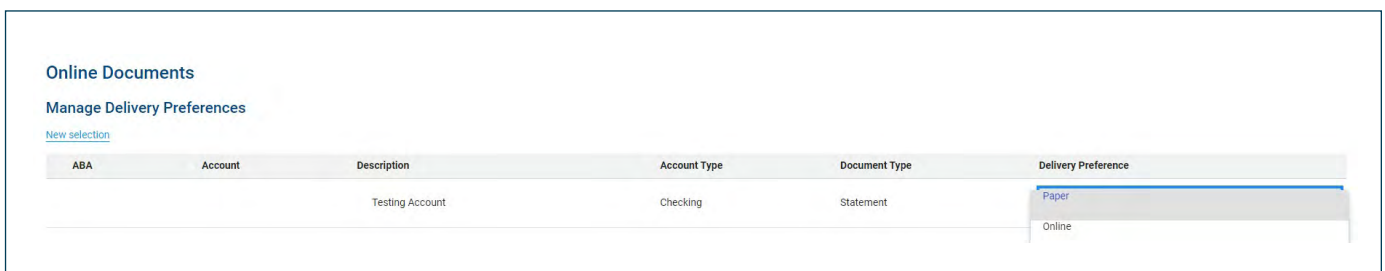 Online Documents
Manage Delivery Preferences
New selection
ABA Account Description Account Type Document Type Delivery Preference
Testing Account Checking Statement Paper
Online